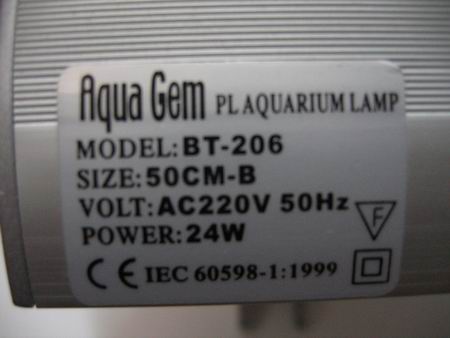 Aqua Gem PL AQUARIUM LAMP
MODEL: BT-206
SIZE: 50CM-B
VOLT: AC220V 50Hz
F
POWER: 24W
CE IEC 60598-1:1999